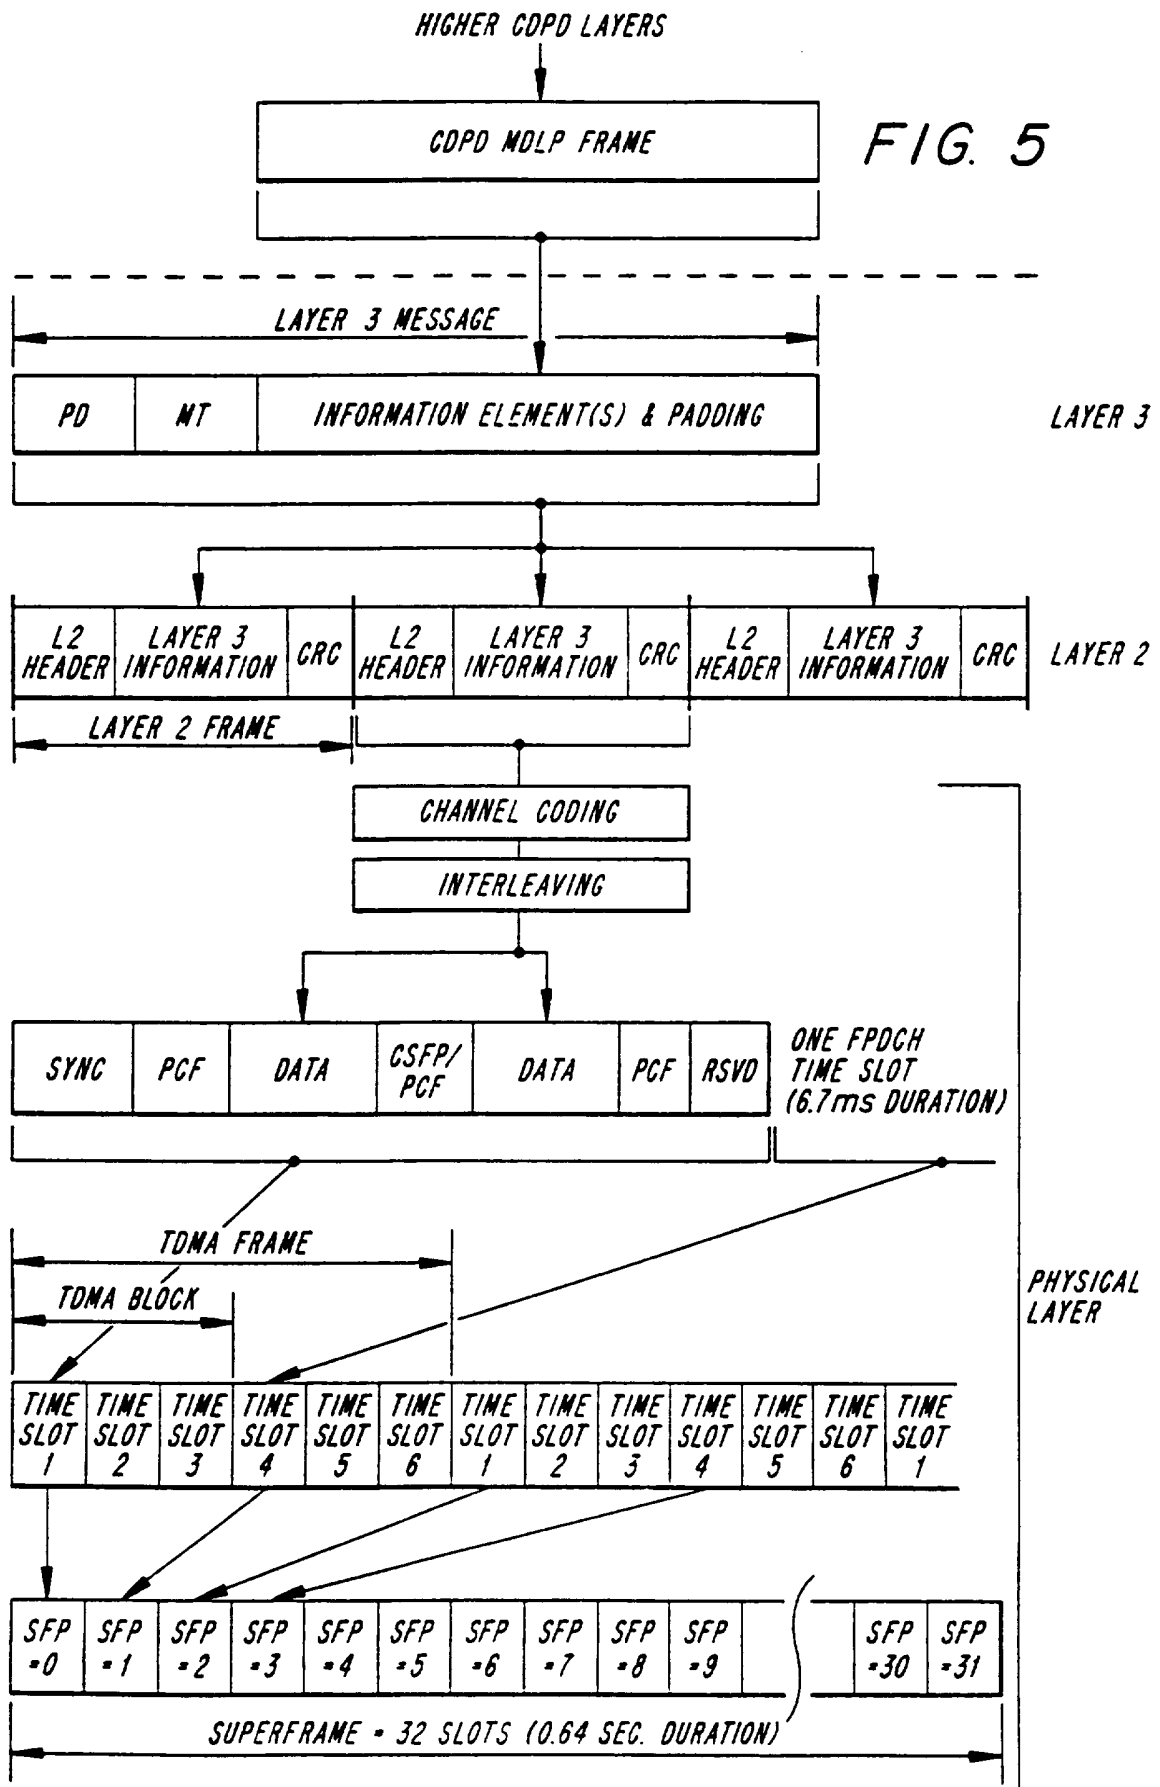 HIGHER CDPD LAYERS
CDPD MDLP FRAME
FIG. 5
LAYER 3 MESSAGE
PD
MT
INFORMATION ELEMENT(S) & PADDING
LAYER 3
L2
HEADER
LAYER 3
INFORMATION
CRC
L2
HEADER
LAYER 3
INFORMATION
CRC
L2
HEADER
LAYER 3
INFORMATION
CRC
LAYER 2
LAYER 2 FRAME
CHANNEL CODING
INTERLEAVING
SYNC
PCF
DATA
CSFP/
PCF
DATA
PCF
RSVD
ONE FPDCH
TIME SLOT
(6.7ms DURATION)
TDMA FRAME
TDMA BLOCK
PHYSICAL
LAYER
TIME
SLOT
1
TIME
SLOT
2
TIME
SLOT
3
TIME
SLOT
4
TIME
SLOT
5
TIME
SLOT
6
TIME
SLOT
1
TIME
SLOT
2
TIME
SLOT
3
TIME
SLOT
4
TIME
SLOT
5
TIME
SLOT
6
TIME
SLOT
1
SFP
=0
SFP
=1
SFP
=2
SFP
=3
SFP
=4
SFP
=5
SFP
=6
SFP
=7
SFP
=8
SFP
=9
SFP
=30
SFP
=31
SUPERFRAME = 32 SLOTS (0.64 SEC. DURATION)